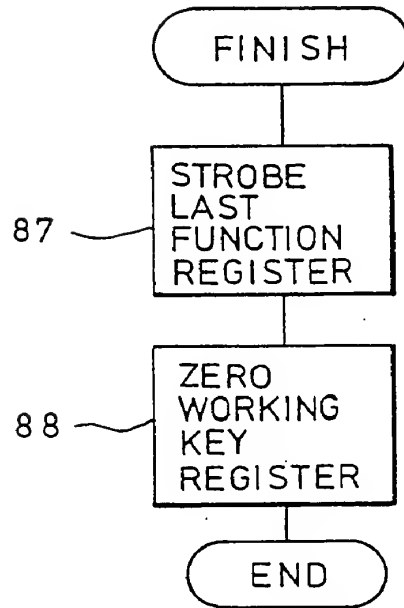 FINISH
87
STROBE
LAST
FUNCTION
REGISTER
88
ZERO
WORKING
KEY
REGISTER
END